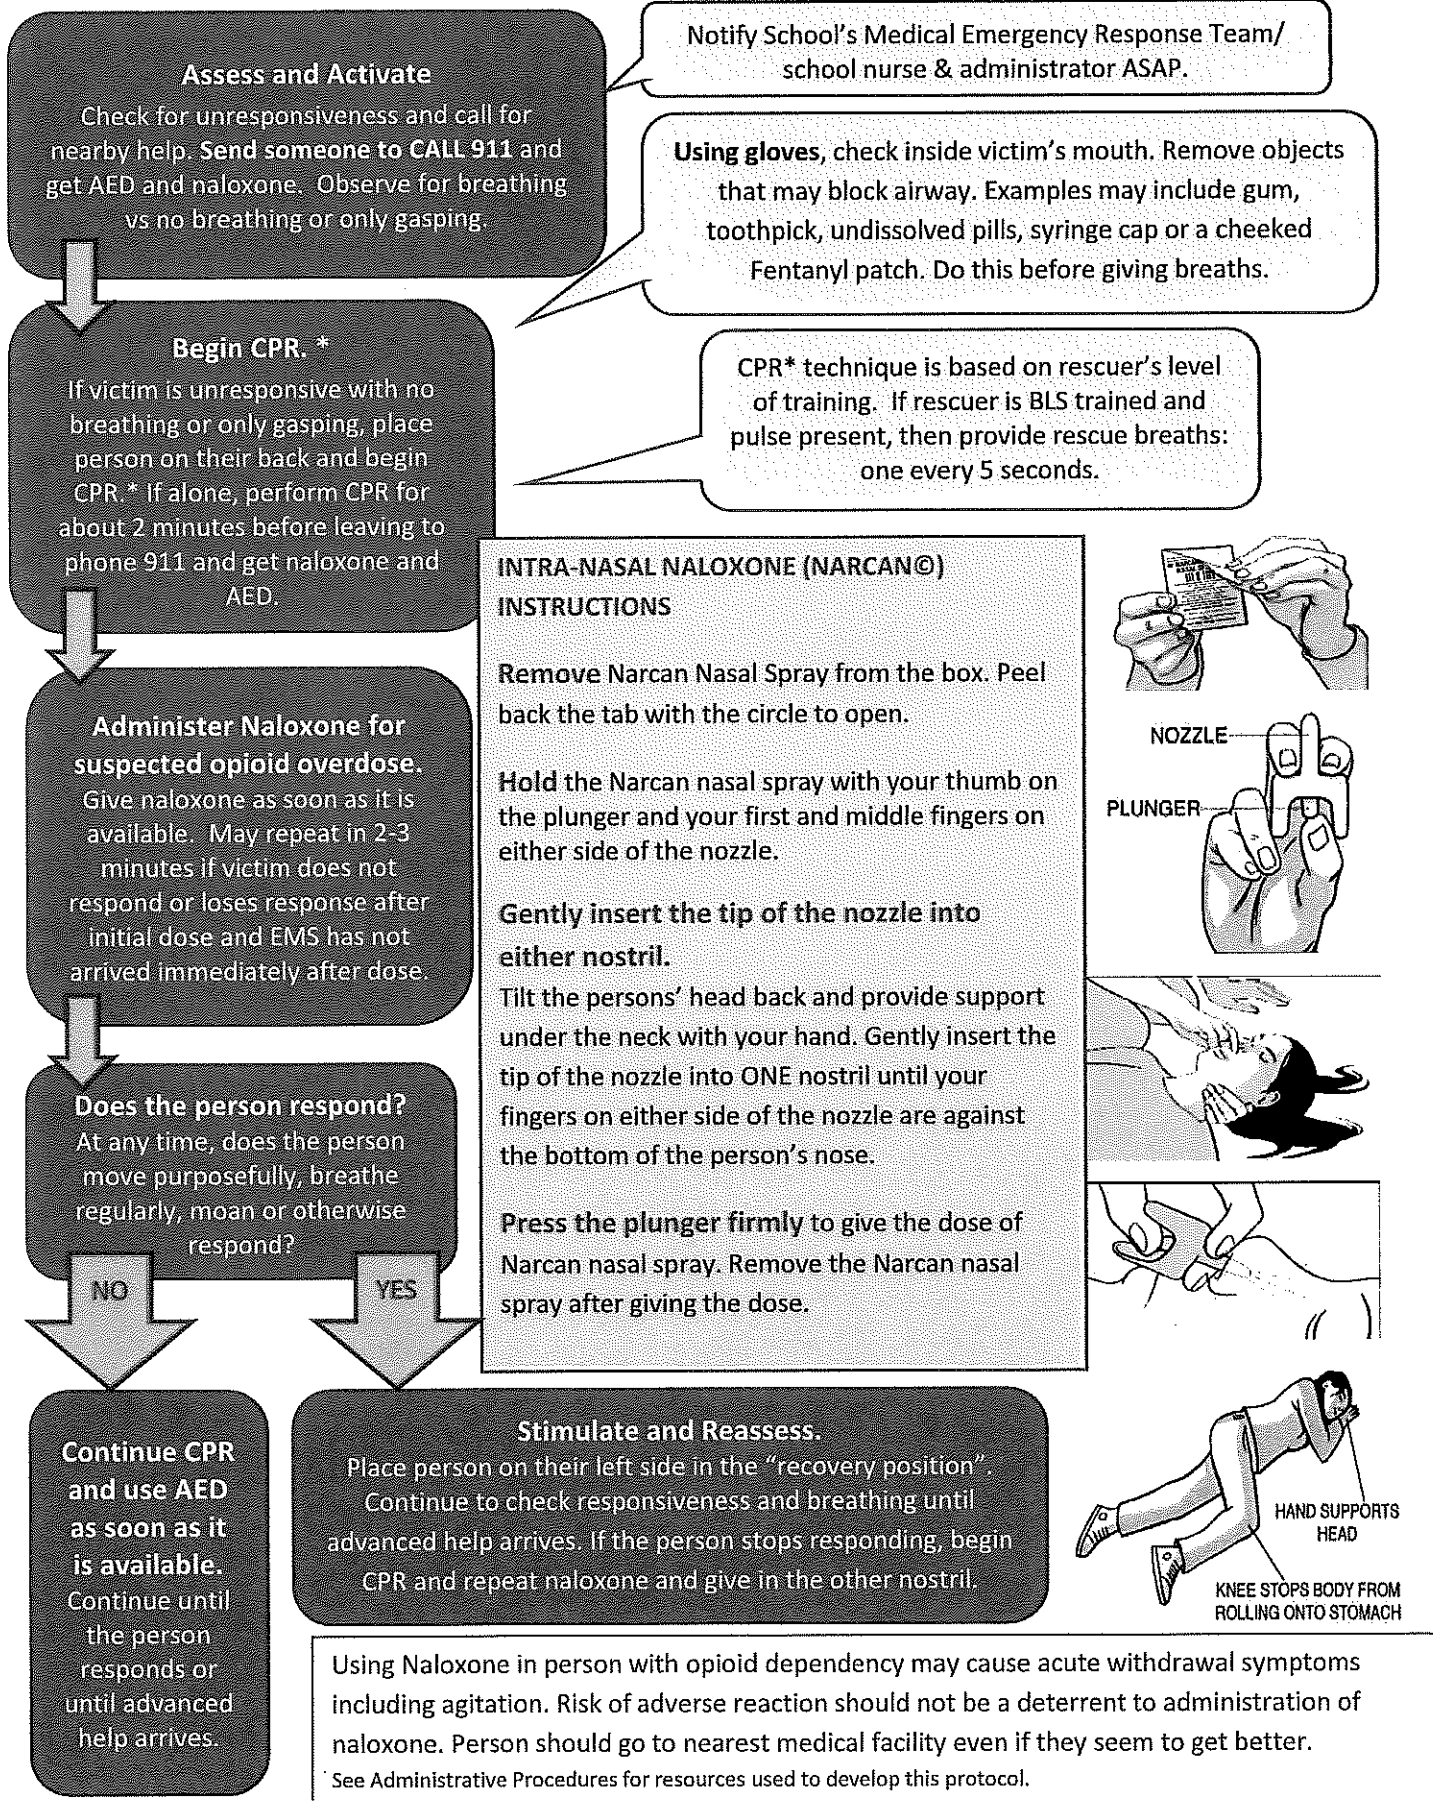 Assess and Activate
Check for unresponsiveness and call for
nearby help. Send someone to CALL 911 and
get AED and naloxone. Observe for breathing
vs no breathing or only gasping.
Notify School's Medical Emergency Response Team/
school nurse & administrator ASAP.
Using gloves, check inside victim's mouth. Remove objects
that may block airway. Examples may include gum,
toothpick, undissolved pills, syringe cap or a cheeked
Fentanyl patch. Do this before giving breaths.
Begin CPR. *
If victim is unresponsive with no
breathing or only gasping, place
person on their back and begin
CPR.* If alone, perform CPR for
about 2 minutes before leaving to
phone 911 and get naloxone and
AED.
CPR* technique is based on rescuer's level
of training. If rescuer is BLS trained and
pulse present, then provide rescue breaths:
one every 5 seconds.
Administer Naloxone for
suspected opioid overdose.
Give naloxone as soon as it is
available. May repeat in 2-3
minutes if victim does not
respond or loses response after
initial dose and EMS has not
arrived immediately after dose.
Does the person respond?
At any time, does the person
move purposefully, breathe
regularly, moan or otherwise
respond?
NO
YES
INTRA-NASAL NALOXONE (NARCAN©)
INSTRUCTIONS
Remove Narcan Nasal Spray from the box. Peel
back the tab with the circle to open.
Hold the Narcan nasal spray with your thumb on
the plunger and your first and middle fingers on
either side of the nozzle.
Gently insert the tip of the nozzle into
either nostril.
Tilt the persons' head back and provide support
under the neck with your hand. Gently insert the
tip of the nozzle into ONE nostril until your
fingers on either side of the nozzle are against
the bottom of the person's nose.
Press the plunger firmly to give the dose of
Narcan nasal spray. Remove the Narcan nasal
spray after giving the dose.
NOZZLE
PLUNGER
Continue CPR
and use AED
as soon as it
is available.
Continue until
the person
responds or
until advanced
help arrives.
Stimulate and Reassess.
Place person on their left side in the "recovery position".
Continue to check responsiveness and breathing until
advanced help arrives. If the person stops responding, begin
CPR and repeat naloxone and give in the other nostril.
HAND SUPPORTS
HEAD
KNEE STOPS BODY FROM
ROLLING ONTO STOMACH
Using Naloxone in person with opioid dependency may cause acute withdrawal symptoms
including agitation. Risk of adverse reaction should not be a deterrent to administration of
naloxone. Person should go to nearest medical facility even if they seem to get better.
See Administrative Procedures for resources used to develop this protocol.